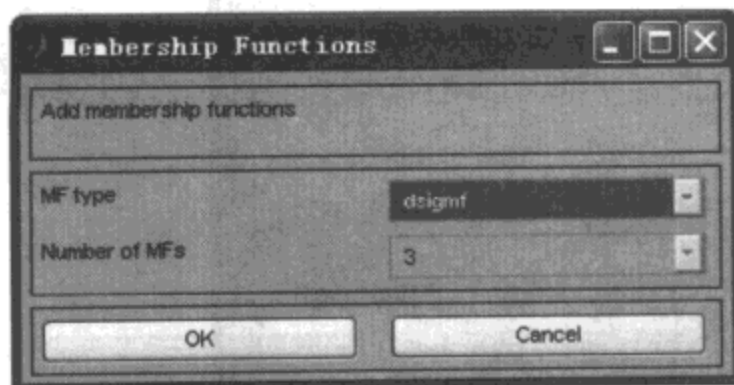 Membership Functions
Add membership functions
MF type
dsigmf
Number of MFs
3
OK
Cancel